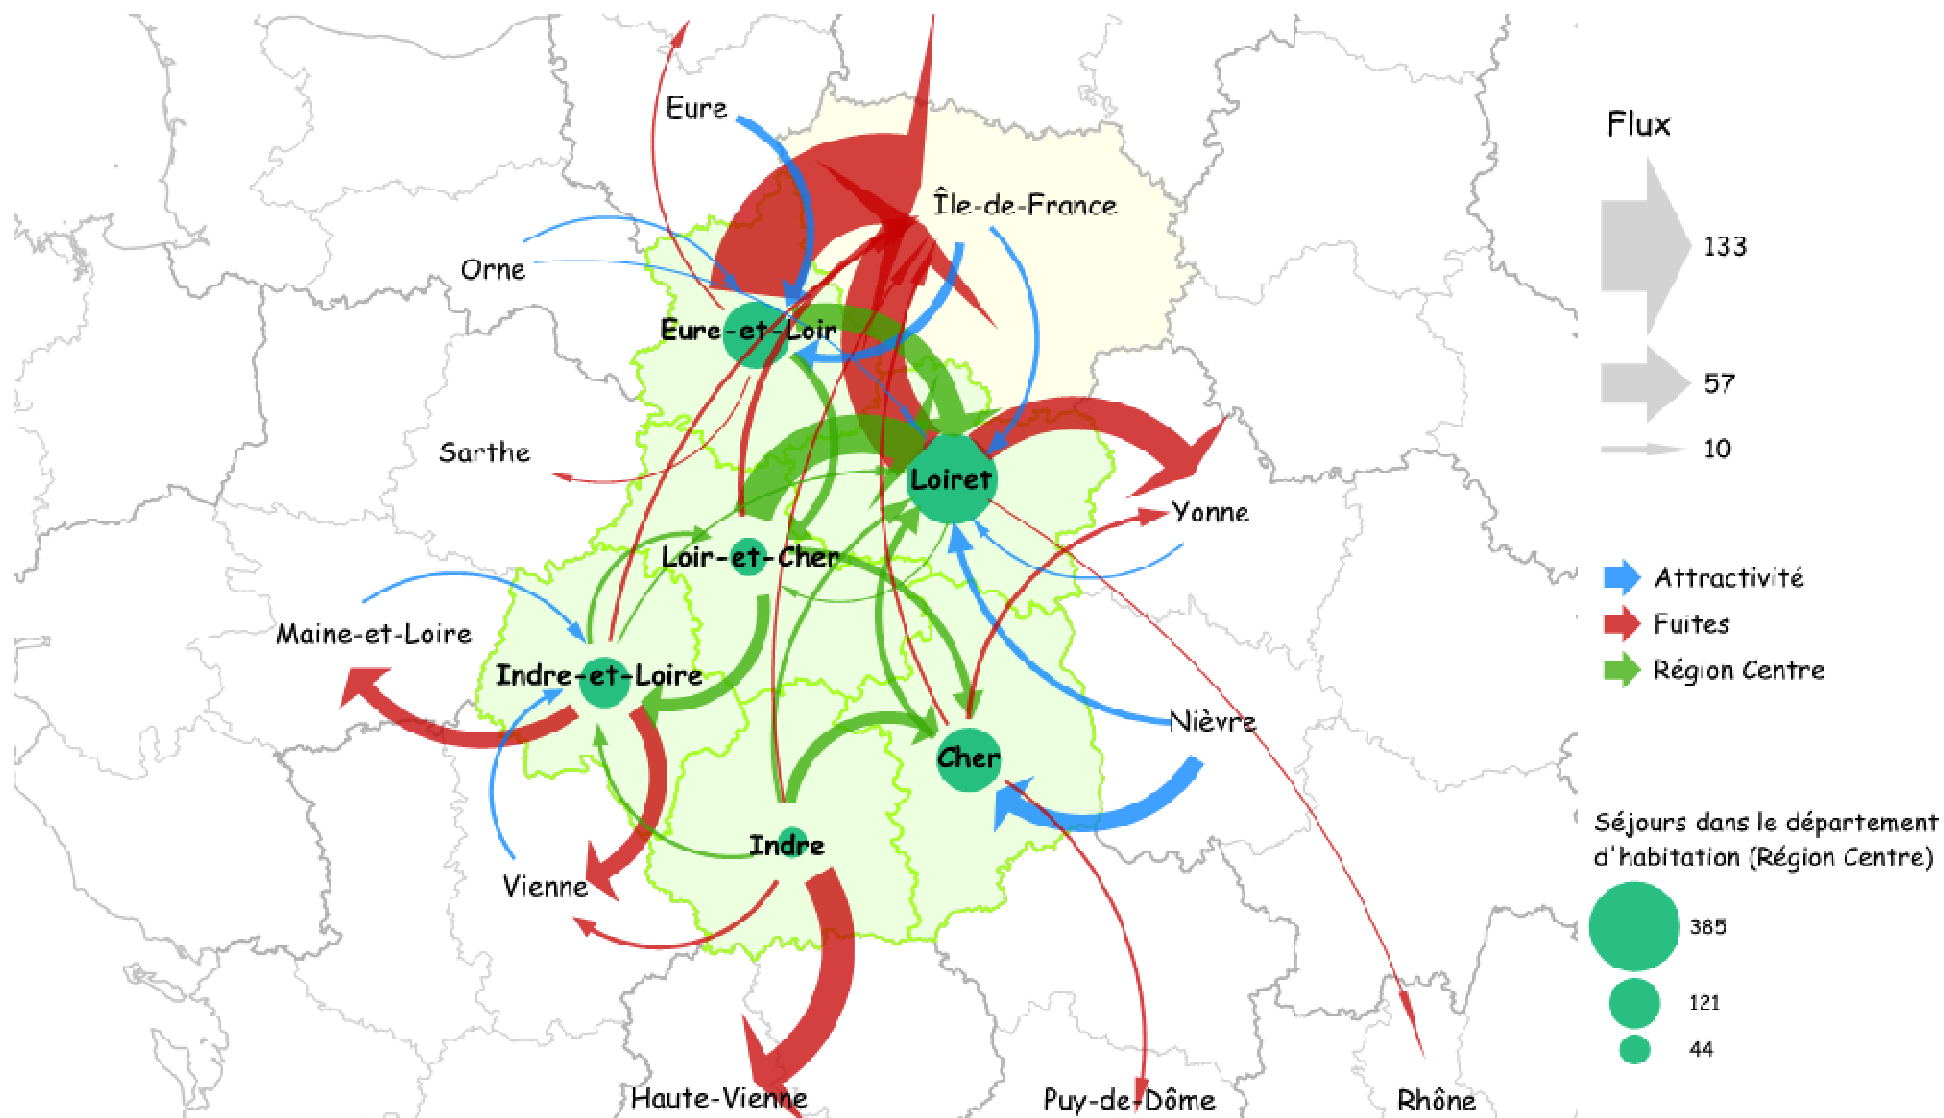 Eure
Flux
Île-de-France
133
Orne
Eure-et-Loir
57
Sarthe
10
Loiret
Yonne
Loir-et-Cher
Attractivité
Maine-et-Loire
Fuites
Indre-et-Loire
Région Centre
Nièvre
Cher
Séjours dans le département
d'habitation (Région Centre)
Indre
Vienne
385
121
44
Haute-Vienne
Puy-de-Dôme
Rhône